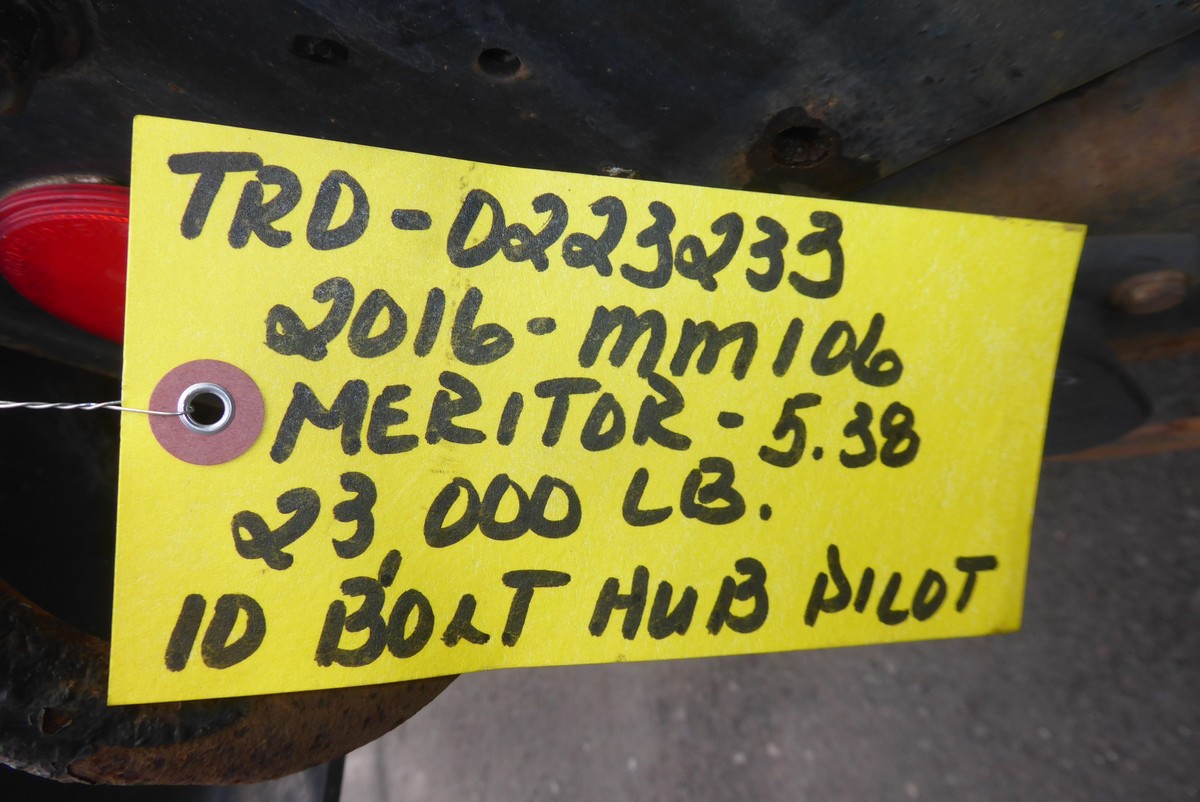 TRD-0223233
2016-MM106
MERITOR-5.38
23,000 LB.
10 BOLT HUB PILOT